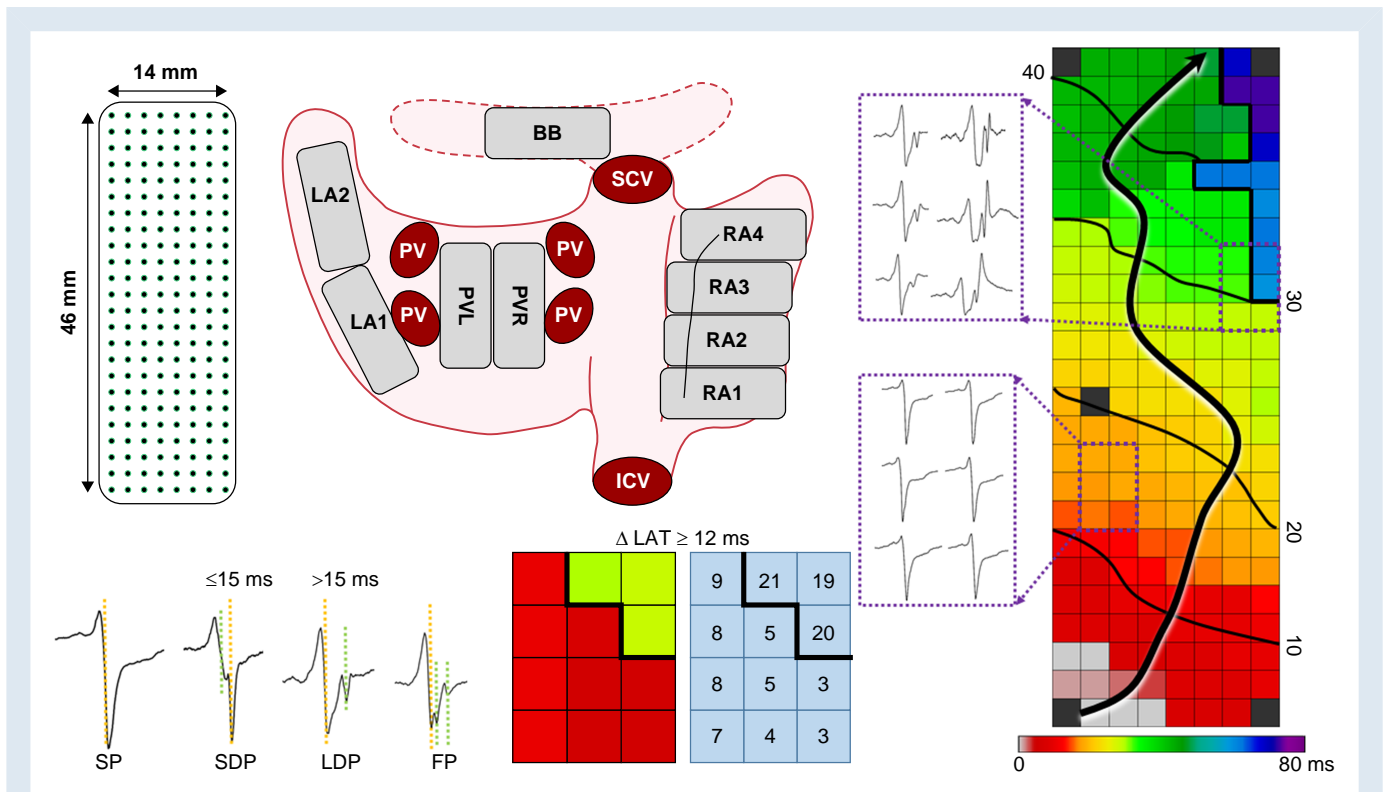 14 mm
46 mm
BB
SCV
LA2
LA1
PV
PV
PV
PV
PVL
PVR
RA4
RA3
RA2
RA1
ICV
≤15 ms
>15 ms
SP
SDP
LDP
FP
Δ LAT ≥ 12 ms
9 21 19
8 5 20
8 5 3
7 4 3
40
30
20
10
0
80 ms